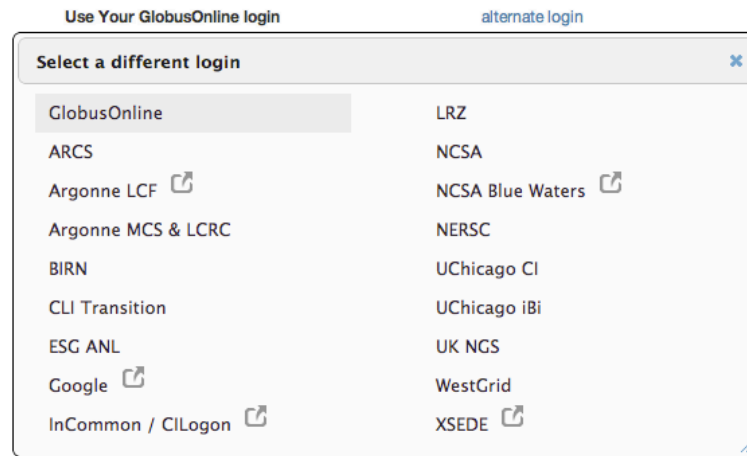 Use Your GlobusOnline login
alternate login
Select a different login
GlobusOnline
ARCS
Argonne LCF
Argonne MCS & LCRC
BIRN
CLI Transition
ESG ANL
Google
InCommon / CILogon
LRZ
NCSA
NCSA Blue Waters
NERSC
UChicago CI
UChicago iBi
UK NGS
WestGrid
XSEDE